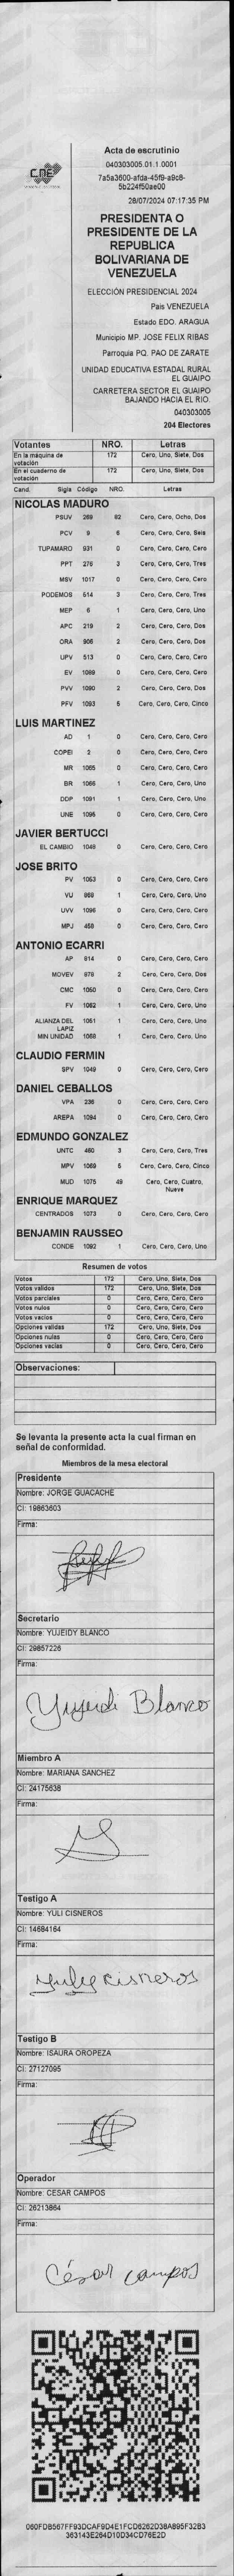 CNE
Acta de escrutinio
040303005.01.1.0001
7a5a3600-afda-45f9-a9c8-
5b224f50ae00
28/07/2024 07:17:35 PM
PRESIDENTA O
PRESIDENTE DE LA
REPUBLICA
BOLIVARIANA DE
VENEZUELA
ELECCIÓN PRESIDENCIAL 2024
Pais VENEZUELA
Estado EDO. ARAGUA
Municipio MP. JOSE FELIX RIBAS
Parroquia PQ. PAO DE ZARATE
UNIDAD EDUCATIVA ESTADAL RURAL
EL GUAIPO
CARRETERA SECTOR EL GUAIPO
BAJANDO HACIA EL RIO.
040303005
204 Electores
Votantes NRO. Letras
En la máquina de
votación 172 Cero, Uno, Siete, Dos
En el cuaderno de
votación 172 Cero, Uno, Siete, Dos
Cand. Sigla Código NRO. Letras
NICOLAS MADURO
PSUV 269 82 Cero, Cero, Ocho, Dos
PCV 9 6 Cero, Cero, Cero, Seis
TUPAMARO 931 0 Cero, Cero, Cero, Cero
PPT 276 3 Cero, Cero, Cero, Tres
MSV 1017 0 Cero, Cero, Cero, Cero
PODEMOS 514 3 Cero, Cero, Cero, Tres
MEP 6 1 Cero, Cero, Cero, Uno
APC 219 2 Cero, Cero, Cero, Dos
ORA 906 2 Cero, Cero, Cero, Dos
UPV 513 0 Cero, Cero, Cero, Cero
EV 1089 0 Cero, Cero, Cero, Cero
PVV 1090 2 Cero, Cero, Cero, Dos
PFV 1093 5 Cero, Cero, Cero, Cinco
LUIS MARTINEZ
AD 1 0 Cero, Cero, Cero, Cero
COPEI 2 0 Cero, Cero, Cero, Cero
MR 1065 0 Cero, Cero, Cero, Cero
BR 1066 1 Cero, Cero, Cero, Uno
DDP 1091 1 Cero, Cero, Cero, Uno
UNE 1095 0 Cero, Cero, Cero, Cero
JAVIER BERTUCCI
EL CAMBIO 1048 0 Cero, Cero, Cero, Cero
JOSE BRITO
PV 1053 0 Cero, Cero, Cero, Cero
VU 869 1 Cero, Cero, Cero, Uno
UVV 1096 0 Cero, Cero, Cero, Cero
MPJ 458 0 Cero, Cero, Cero, Cero
ANTONIO ECARRI
AP 814 0 Cero, Cero, Cero, Cero
MOVEV 978 2 Cero, Cero, Cero, Dos
CMC 1050 0 Cero, Cero, Cero, Cero
FV 1062 1 Cero, Cero, Cero, Uno
ALIANZA DEL
LAPIZ 1051 1 Cero, Cero, Cero, Uno
MIN UNIDAD 1068 1 Cero, Cero, Cero, Uno
CLAUDIO FERMIN
SPV 1049 0 Cero, Cero, Cero, Cero
DANIEL CEBALLOS
VPA 236 0 Cero, Cero, Cero, Cero
AREPA 1094 0 Cero, Cero, Cero, Cero
EDMUNDO GONZALEZ
UNTC 460 3 Cero, Cero, Cero, Tres
MPV 1069 5 Cero, Cero, Cero, Cinco
MUD 1075 49 Cero, Cero, Cuatro,
Nueve
ENRIQUE MARQUEZ
CENTRADOS 1073 0 Cero, Cero, Cero, Cero
BENJAMIN RAUSSEO
CONDE 1092 1 Cero, Cero, Cero, Uno
Resumen de votos
Votos 172 Cero, Uno, Siete, Dos
Votos validos 172 Cero, Uno, Siete, Dos
Votos parciales 0 Cero, Cero, Cero, Cero
Votos nulos 0 Cero, Cero, Cero, Cero
Votos vacios 0 Cero, Cero, Cero, Cero
Opciones validas 172 Cero, Uno, Siete, Dos
Opciones nulas 0 Cero, Cero, Cero, Cero
Opciones vacias 0 Cero, Cero, Cero, Cero
Observaciones:
Se levanta la presente acta la cual firman en
señal de conformidad.
Miembros de la mesa electoral
Presidente
Nombre: JORGE GUACACHE
CI: 19863603
Firma:
Secretario
Nombre: YUJEIDY BLANCO
CI: 29857226
Firma:
Yujeidi Blanco
Miembro A
Nombre: MARIANA SANCHEZ
CI: 24175638
Firma:
Testigo A
Nombre: YULI CISNEROS
CI: 14684164
Firma:
Yuly cisneros
Testigo B
Nombre: ISAURA OROPEZA
CI: 27127095
Firma:
Operador
Nombre: CESAR CAMPOS
CI: 26213864
Firma:
César campos
060FDB567FF93DCAF9D4E1FCD6262D38A895F32B3
363143E264D10D34CD76E2D